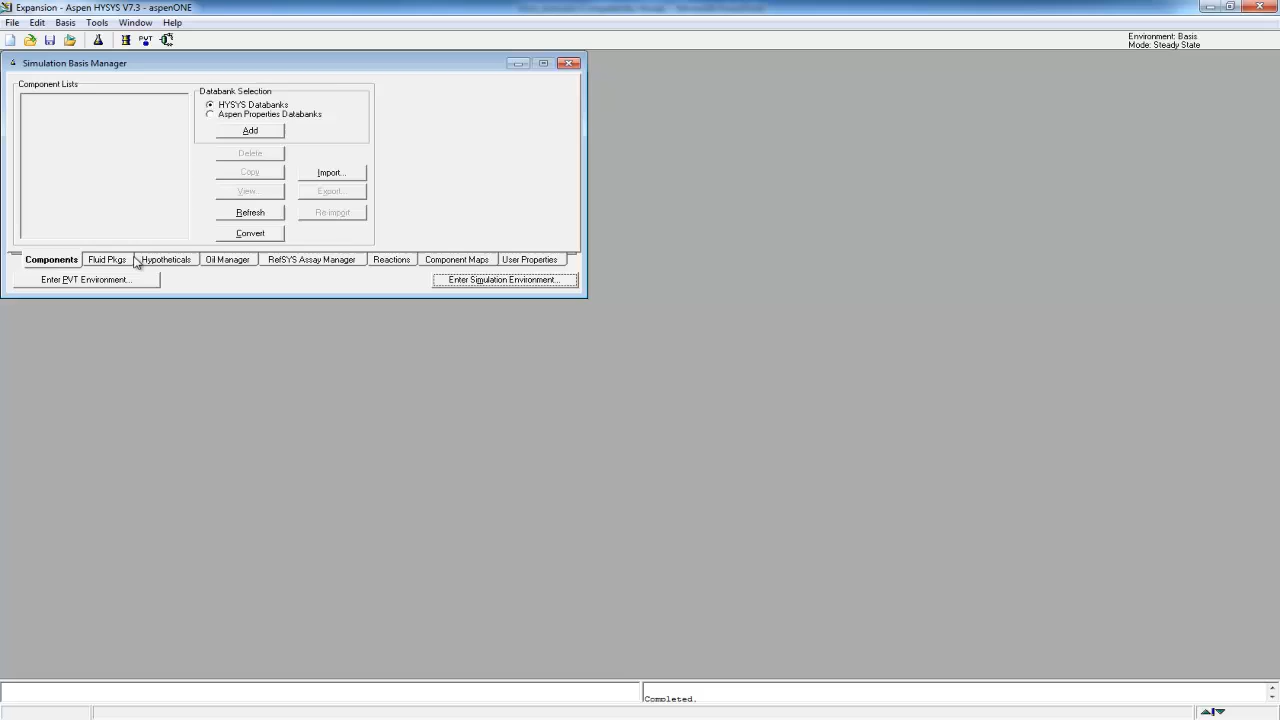 Expansion - Aspen HYSYS V7.3 - aspenONE
File Edit Basis Tools Window Help
PVT
Environment: Basis
Mode: Steady State
Simulation Basis Manager
Component Lists
Databank Selection
HYSYS Databanks
Aspen Properties Databanks
Add
Delete
Copy
Import...
View...
Export...
Refresh
Re-import
Convert
Components Fluid Pkgs Hypotheticals Oil Manager RefSYS Assay Manager Reactions Component Maps User Properties
Enter PVT Environment...
Enter Simulation Environment...
Completed.